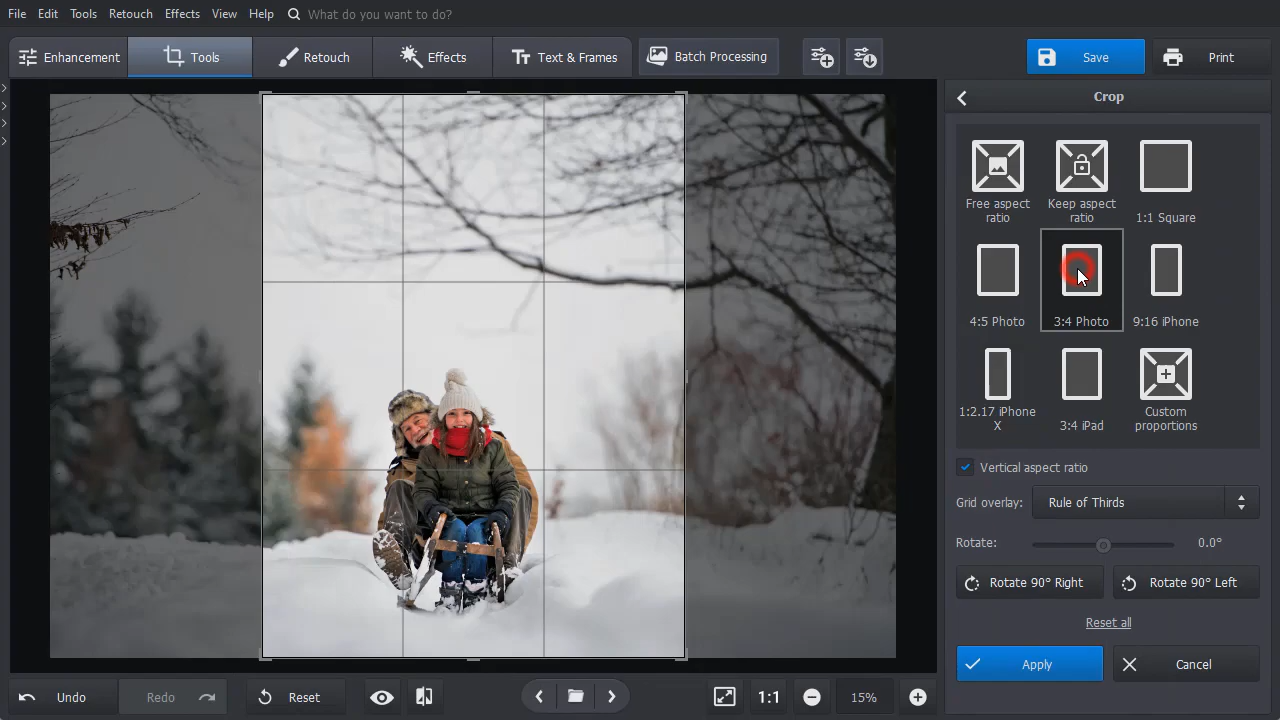 File Edit Tools Retouch Effects View Help What do you want to do?
Enhancement Tools Retouch Effects Text & Frames Batch Processing Save Print
Crop
Free aspect ratio
Keep aspect ratio
1:1 Square
4:5 Photo 3:4 Photo 9:16 iPhone
1:2.17 iPhone X
3:4 iPad
Custom proportions
Vertical aspect ratio
Grid overlay: Rule of Thirds
Rotate: 0.0°
Rotate 90° Right Rotate 90° Left
Reset all
Apply Cancel
Undo Redo Reset 1:1 15%